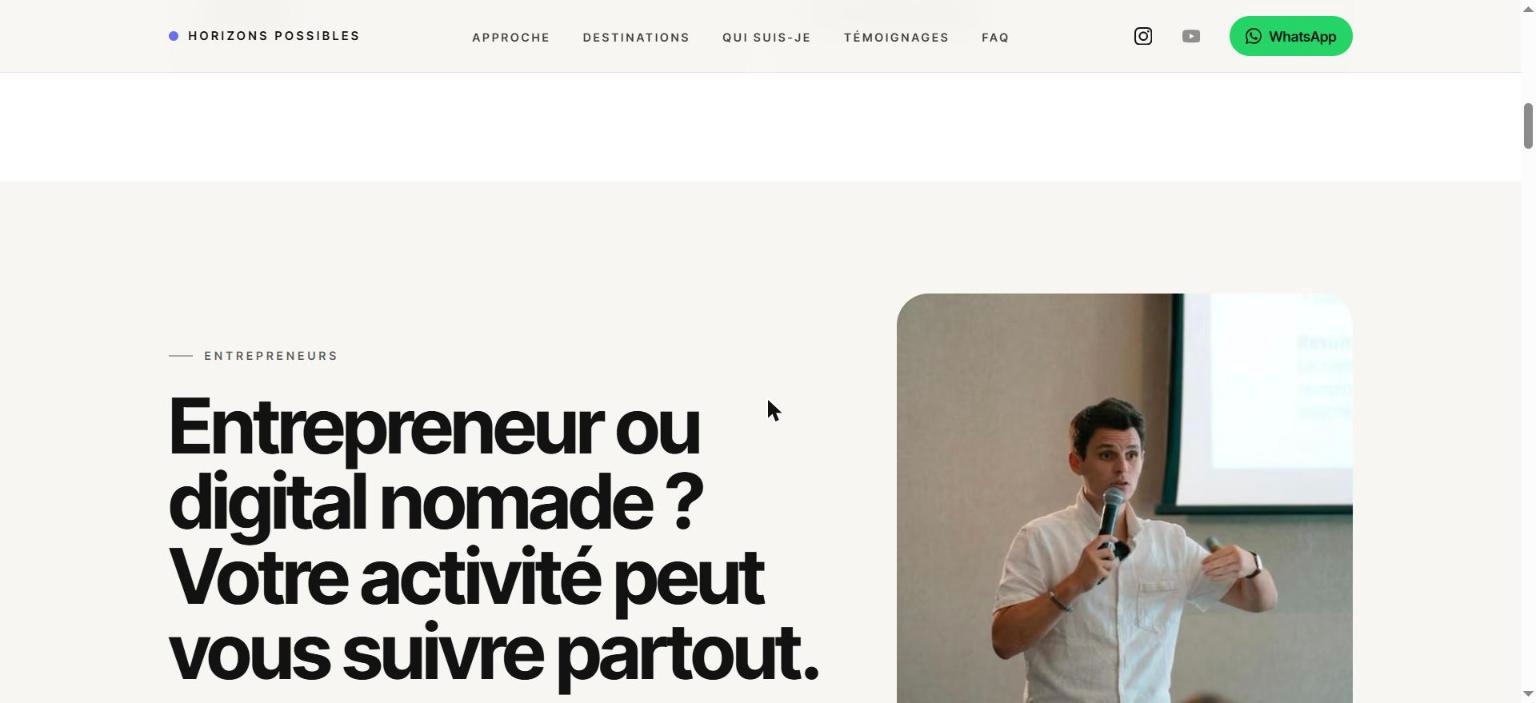 HORIZONS POSSIBLES
APPROCHE
DESTINATIONS
QUI SUIS-JE
TÉMOIGNAGES
FAQ
WhatsApp
ENTREPRENEURS
Entrepreneur ou
digital nomade ?
Votre activité peut
vous suivre partout.